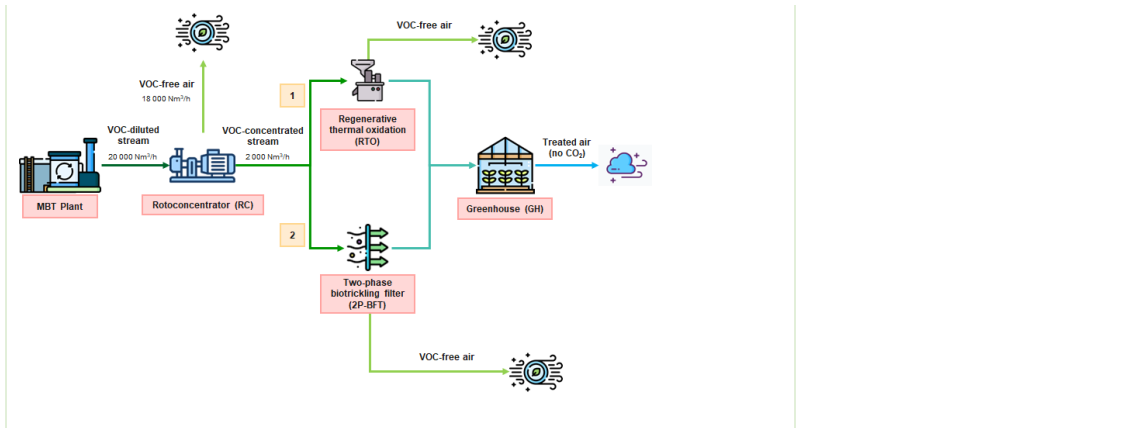 VOC-free air
VOC-free air
18 000 Nm³/h
1
VOC-diluted
stream
20 000 Nm³/h
VOC-concentrated
stream
2 000 Nm³/h
Regenerative
thermal oxidation
(RTO)
Treated air
(no CO₂)
MBT Plant
Rotoconcentrator (RC)
Greenhouse (GH)
2
Two-phase
biotrickling filter
(2P-BFT)
VOC-free air